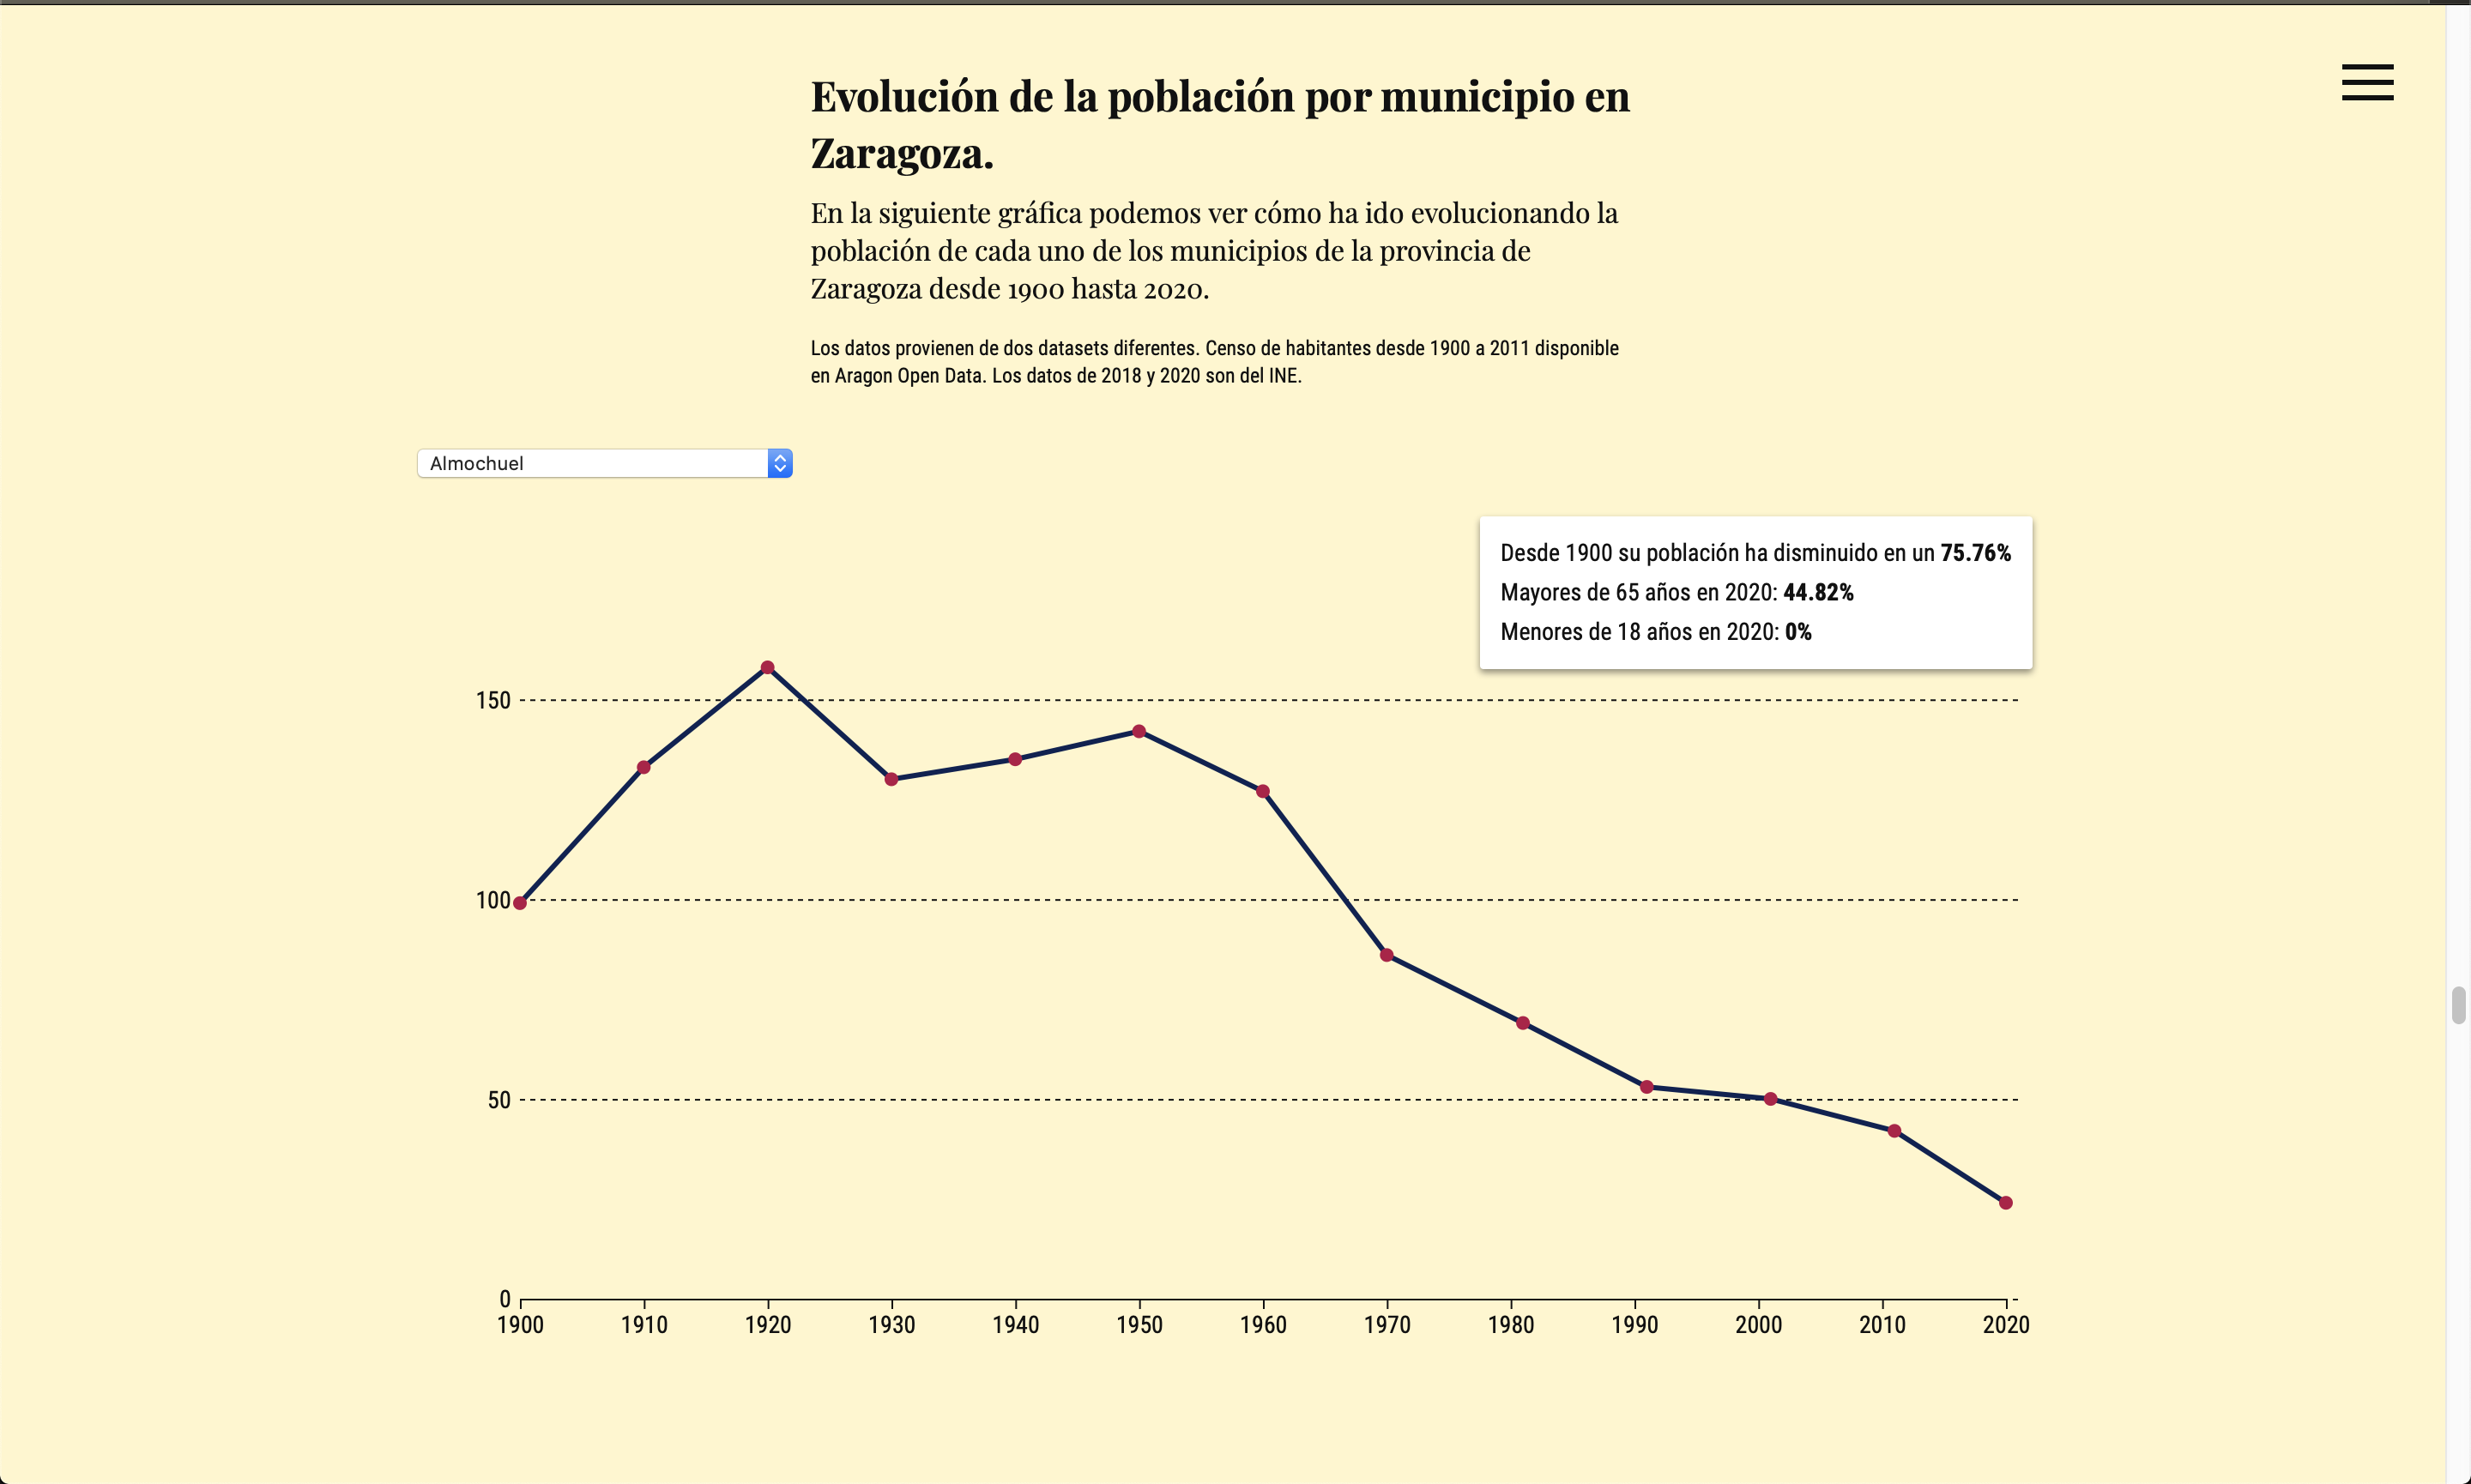 Evolución de la población por municipio en
Zaragoza.
En la siguiente gráfica podemos ver cómo ha ido evolucionando la
población de cada uno de los municipios de la provincia de
Zaragoza desde 1900 hasta 2020.
Los datos provienen de dos datasets diferentes. Censo de habitantes desde 1900 a 2011 disponible
en Aragon Open Data. Los datos de 2018 y 2020 son del INE.
Almochuel
Desde 1900 su población ha disminuido en un 75.76%
Mayores de 65 años en 2020: 44.82%
Menores de 18 años en 2020: 0%
150
100
50
0
1900 1910 1920 1930 1940 1950 1960 1970 1980 1990 2000 2010 2020